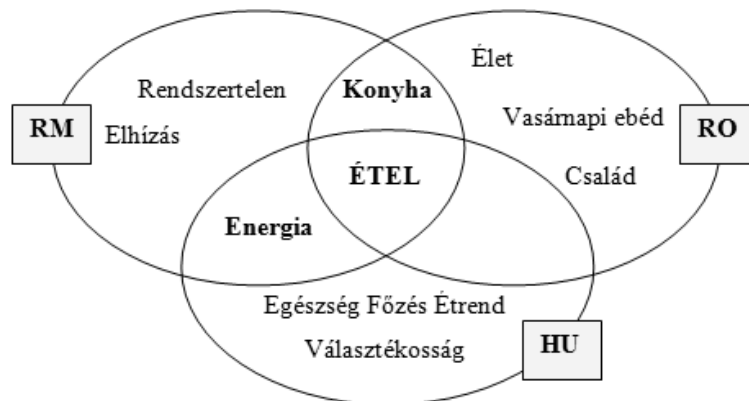 Élet
Rendszertelen
Konyha
RM
Elhízás
Vasárnapi ebéd
RO
ÉTEL
Család
Energia
Egészség Főzés Étrend
Választékosság
HU